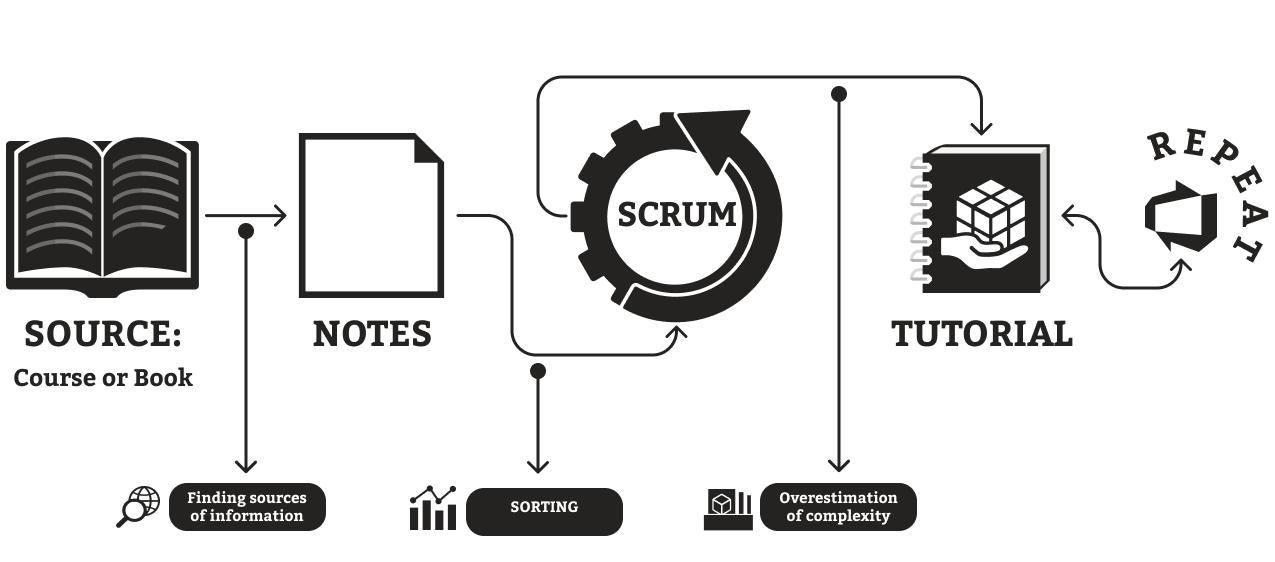 REPEAT
SCRUM
SOURCE:
Course or Book
NOTES
TUTORIAL
Finding sources
of information
SORTING
Overestimation
of complexity